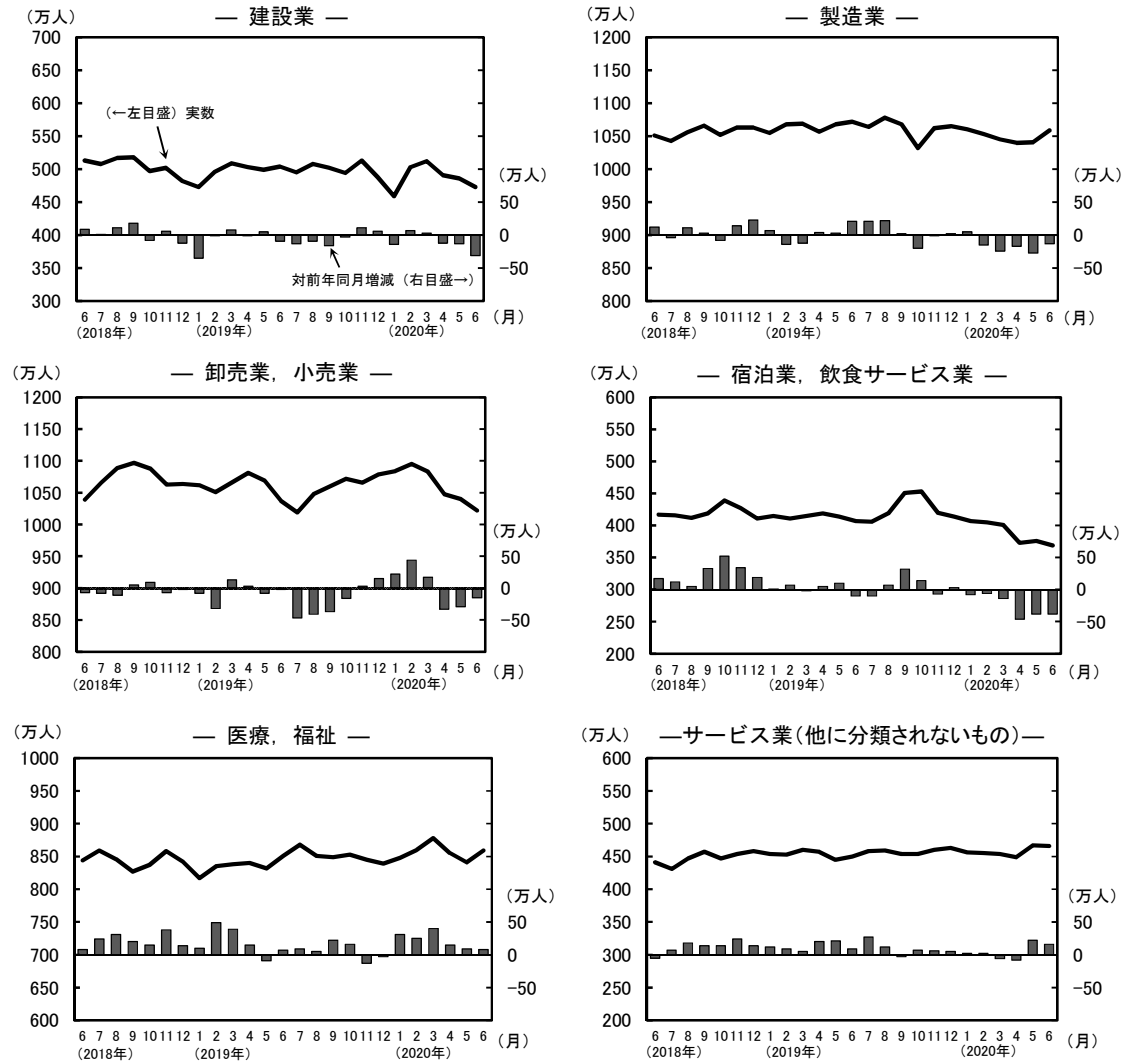 (万人) — 建設業 —
700
650
600
550
500
450
400
350
300
(←左目盛) 実数
対前年同月増減 (右目盛→)
(万人)
50
0
−50
6 7 8 9 10 11 12 1 2 3 4 5 6 7 8 9 10 11 12 1 2 3 4 5 6 (月)
(2018年) (2019年) (2020年)
(万人) — 製造業 —
1200
1150
1100
1050
1000
950
900
850
800
(万人)
50
0
−50
6 7 8 9 10 11 12 1 2 3 4 5 6 7 8 9 10 11 12 1 2 3 4 5 6 (月)
(2018年) (2019年) (2020年)
(万人) — 卸売業, 小売業 —
1200
1150
1100
1050
1000
950
900
850
800
(万人)
50
0
−50
6 7 8 9 10 11 12 1 2 3 4 5 6 7 8 9 10 11 12 1 2 3 4 5 6 (月)
(2018年) (2019年) (2020年)
(万人) — 宿泊業, 飲食サービス業 —
600
550
500
450
400
350
300
250
200
(万人)
50
0
−50
6 7 8 9 10 11 12 1 2 3 4 5 6 7 8 9 10 11 12 1 2 3 4 5 6 (月)
(2018年) (2019年) (2020年)
(万人) — 医療, 福祉 —
1000
950
900
850
800
750
700
650
600
(万人)
50
0
−50
6 7 8 9 10 11 12 1 2 3 4 5 6 7 8 9 10 11 12 1 2 3 4 5 6 (月)
(2018年) (2019年) (2020年)
(万人) —サービス業(他に分類されないもの)—
600
550
500
450
400
350
300
250
200
(万人)
50
0
−50
6 7 8 9 10 11 12 1 2 3 4 5 6 7 8 9 10 11 12 1 2 3 4 5 6 (月)
(2018年) (2019年) (2020年)